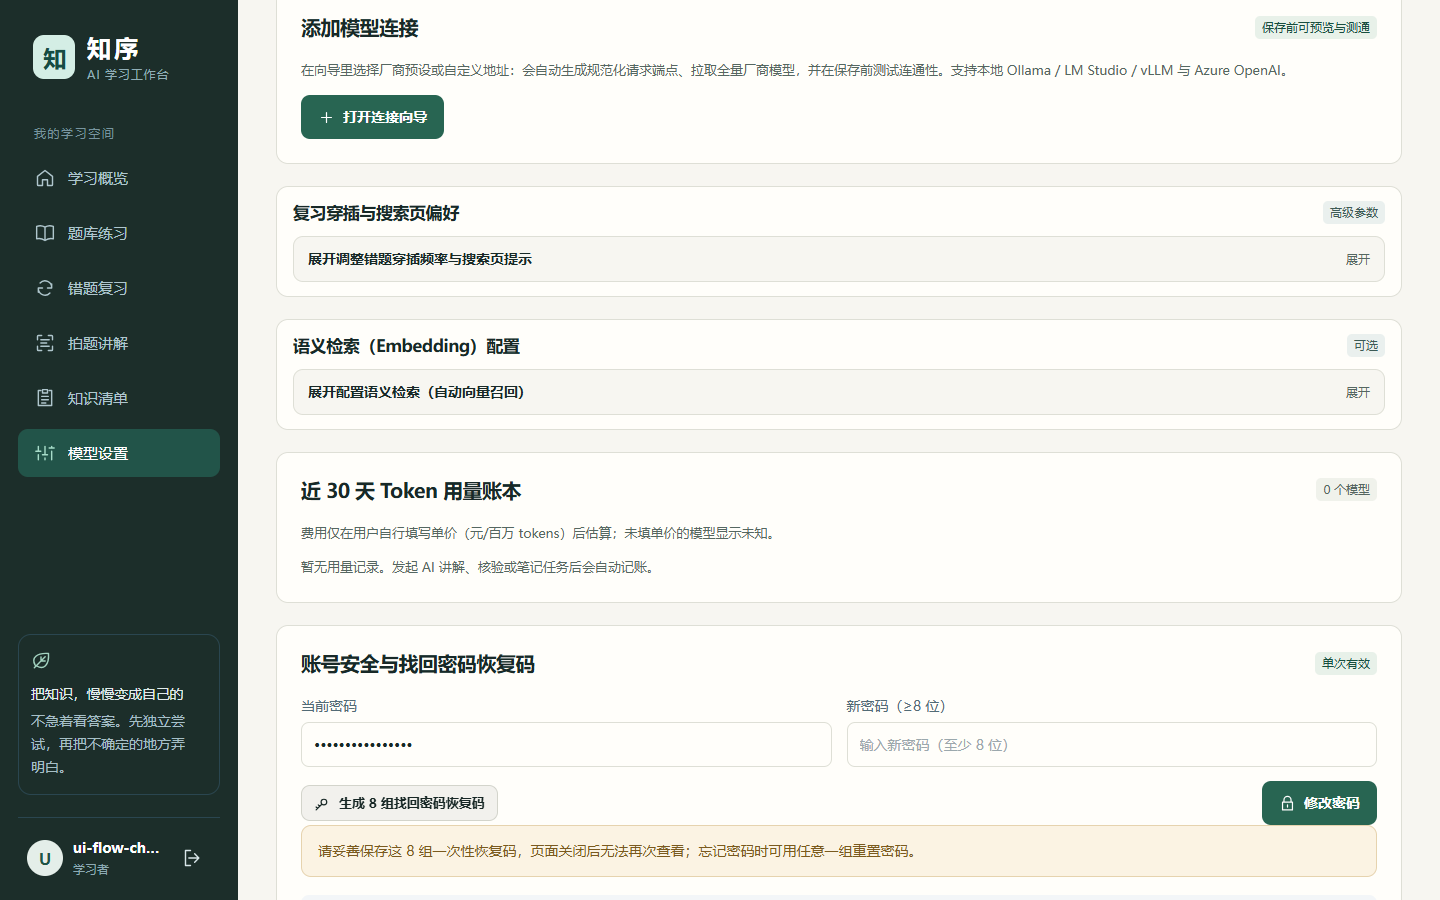 知
知序
AI 学习工作台
我的学习空间
学习概览
题库练习
错题复习
拍题讲解
知识清单
模型设置
把知识，慢慢变成自己的
不急着看答案。先独立尝
试，再把不确定的地方弄
明白。
U
ui-flow-ch...
学习者
添加模型连接
保存前可预览与测通
在向导里选择厂商预设或自定义地址：会自动生成规范化请求端点、拉取全量厂商模型，并在保存前测试连通性。支持本地 Ollama / LM Studio / vLLM 与 Azure OpenAI。
打开连接向导
复习穿插与搜索页偏好
高级参数
展开调整错题穿插频率与搜索页提示
展开
语义检索（Embedding）配置
可选
展开配置语义检索（自动向量召回）
展开
近 30 天 Token 用量账本
0 个模型
费用仅在用户自行填写单价（元/百万 tokens）后估算；未填单价的模型显示未知。
暂无用量记录。发起 AI 讲解、核验或笔记任务后会自动记账。
账号安全与找回密码恢复码
单次有效
当前密码
新密码（≥8 位）
••••••••••••••••
输入新密码（至少 8 位）
生成 8 组找回密码恢复码
修改密码
请妥善保存这 8 组一次性恢复码，页面关闭后无法再次查看；忘记密码时可用任意一组重置密码。